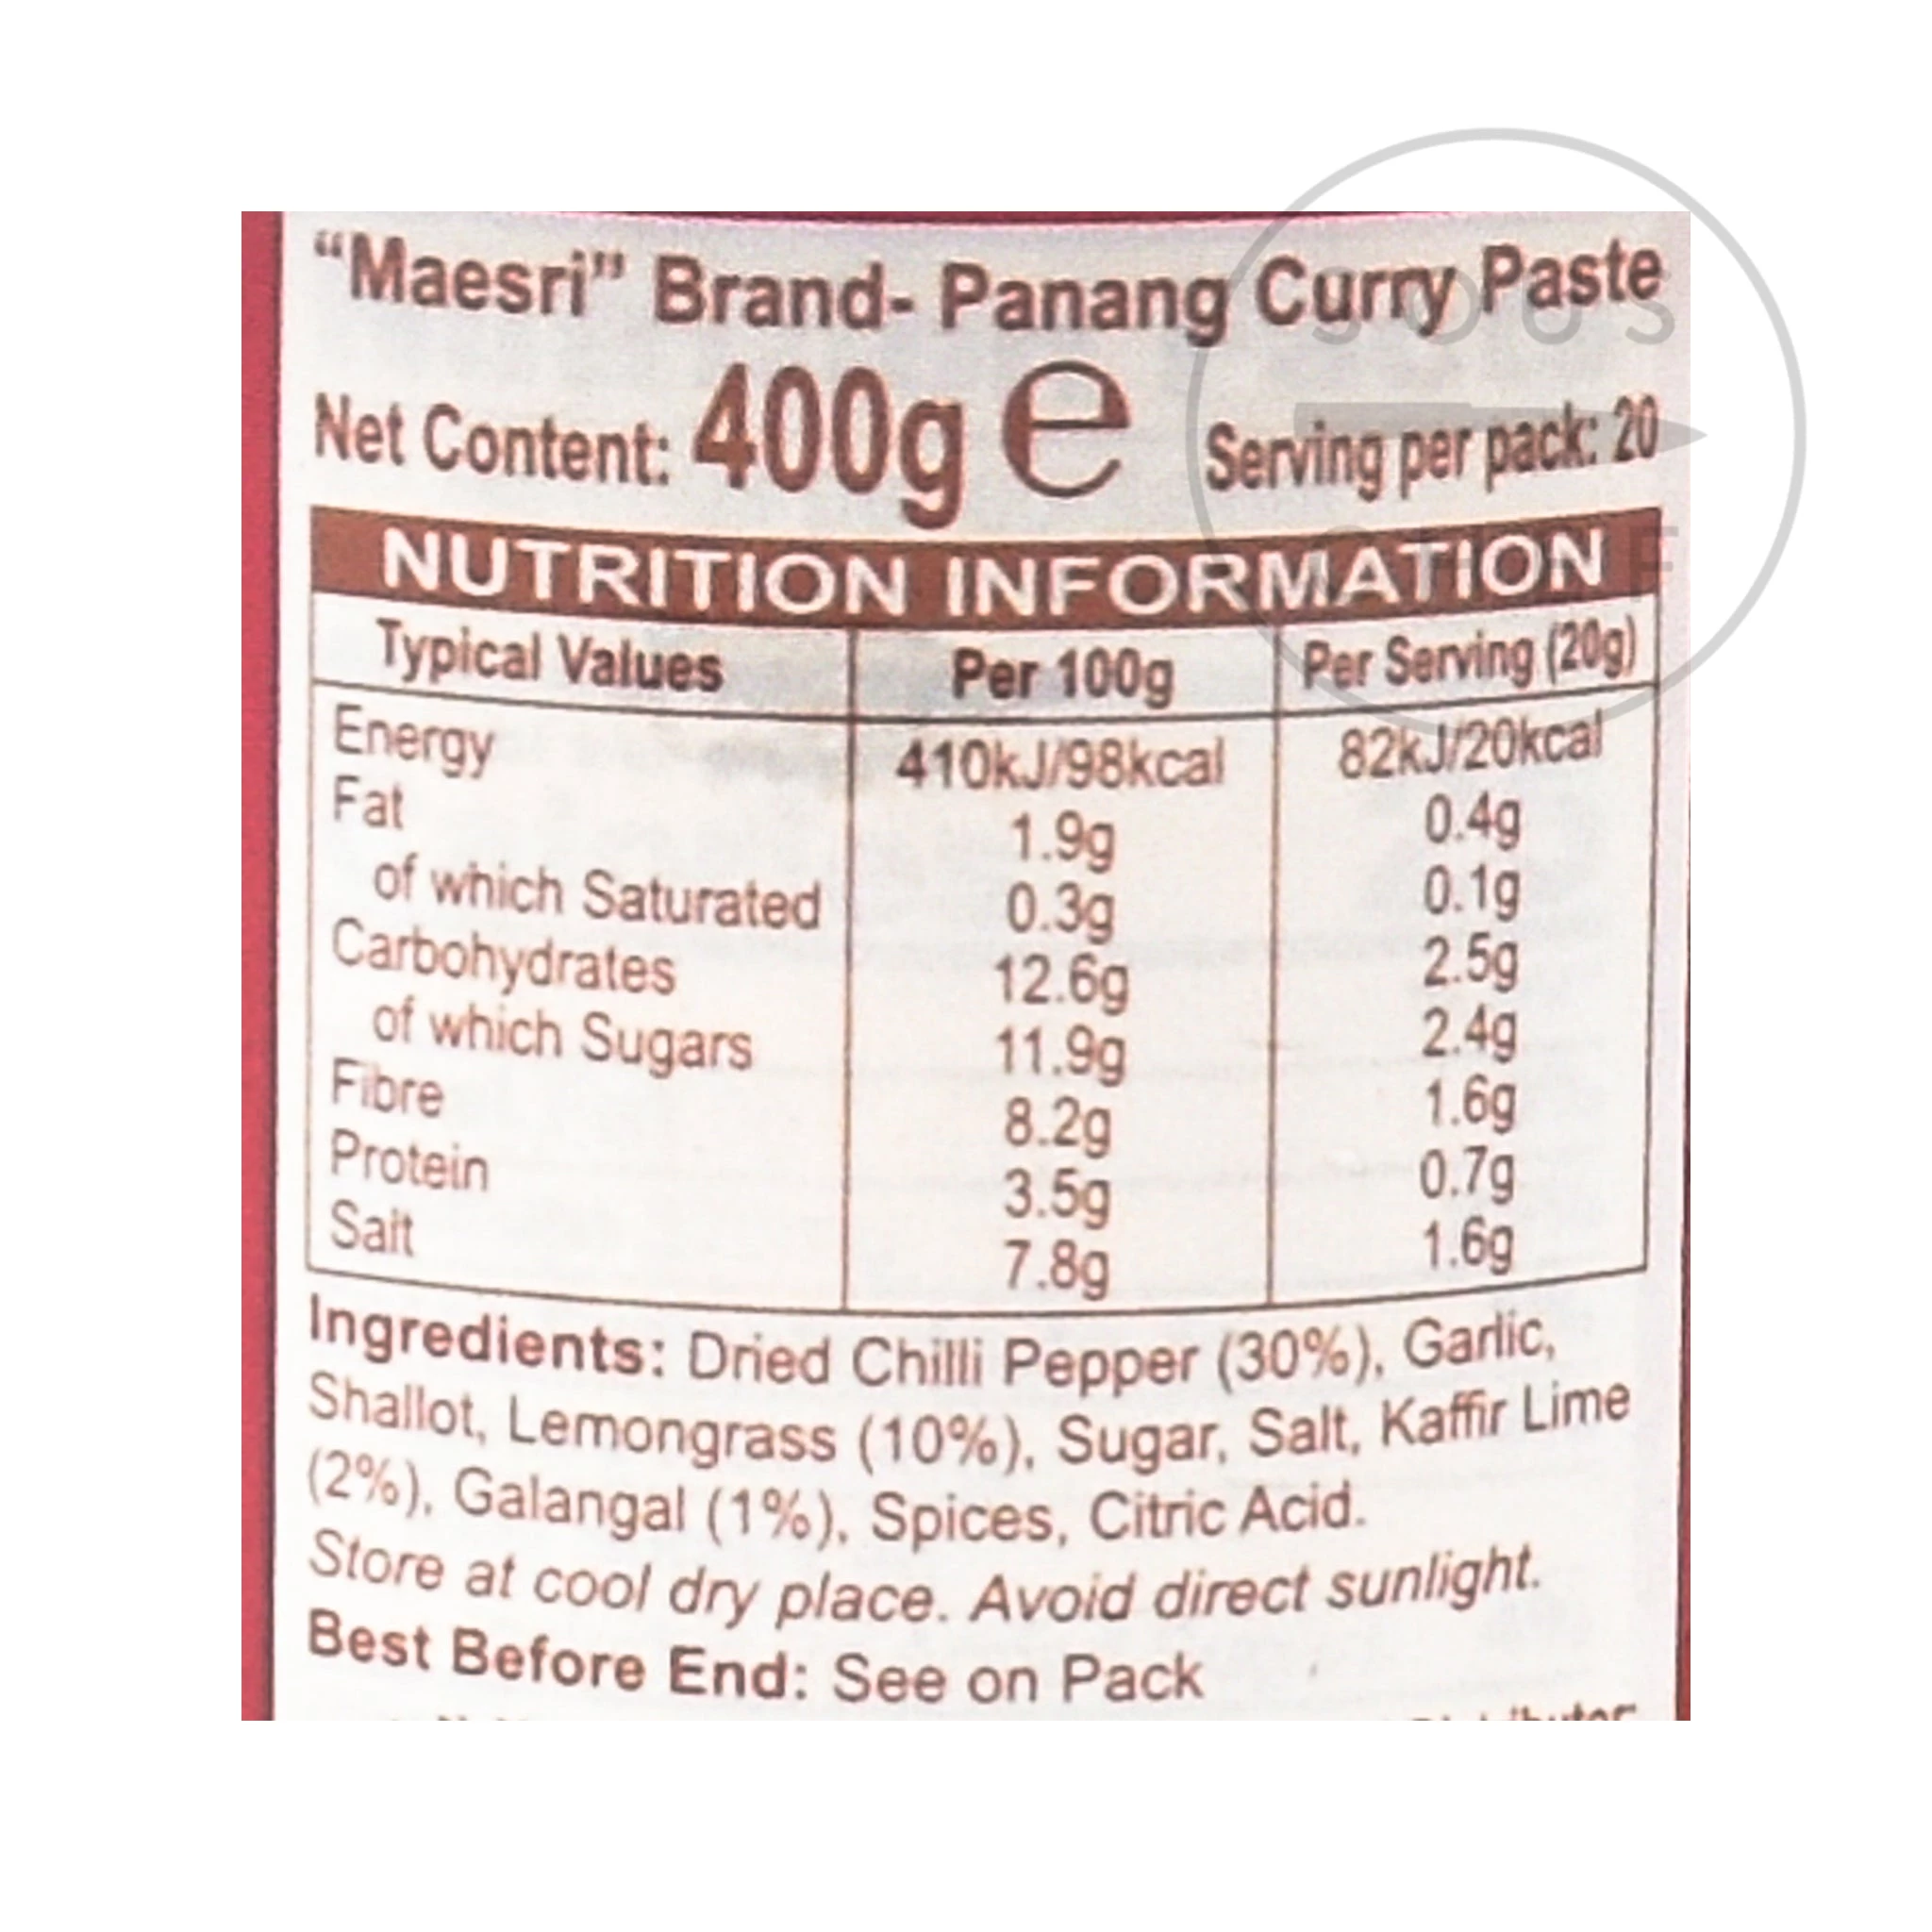 “Maesri” Brand- Panang Curry Paste
Net Content: 400g e Serving per pack: 20
NUTRITION INFORMATION
Typical Values Per 100g Per Serving (20g)
Energy 410kJ/98kcal 82kJ/20kcal
Fat 1.9g 0.4g
of which Saturated 0.3g 0.1g
Carbohydrates 12.6g 2.5g
of which Sugars 11.9g 2.4g
Fibre 8.2g 1.6g
Protein 3.5g 0.7g
Salt 7.8g 1.6g
Ingredients: Dried Chilli Pepper (30%), Garlic,
Shallot, Lemongrass (10%), Sugar, Salt, Kaffir Lime
(2%), Galangal (1%), Spices, Citric Acid.
Store at cool dry place. Avoid direct sunlight.
Best Before End: See on Pack
SOUS